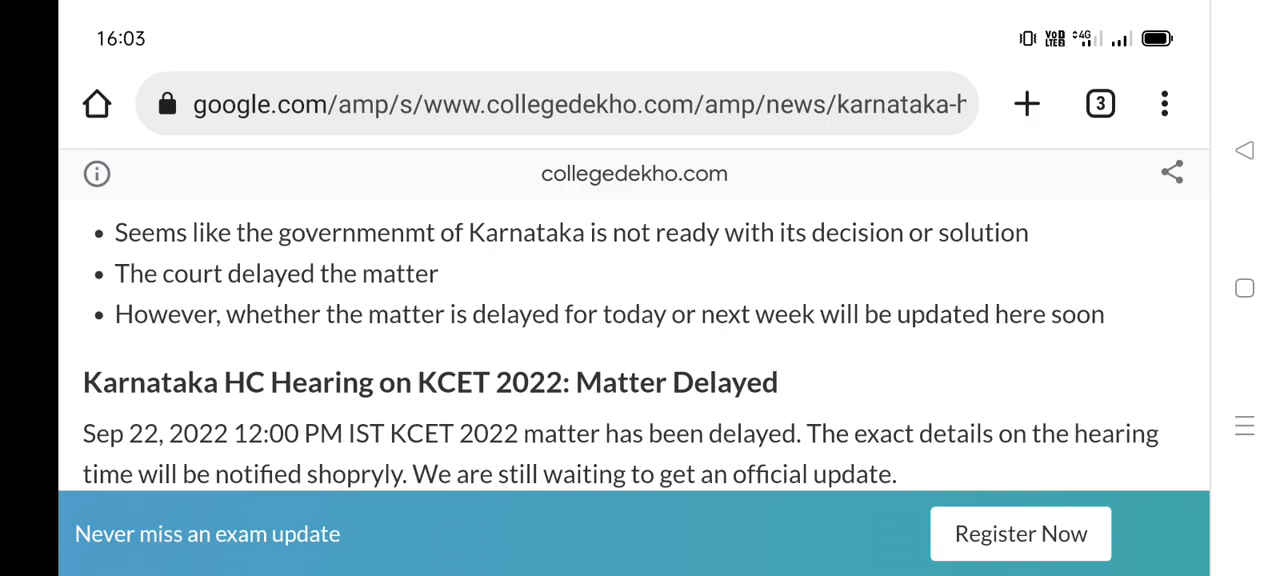 16:03
VoD LTE2 4G
google.com/amp/s/www.collegedekho.com/amp/news/karnataka-h
3
collegedekho.com
• Seems like the governmenmt of Karnataka is not ready with its decision or solution
• The court delayed the matter
• However, whether the matter is delayed for today or next week will be updated here soon
Karnataka HC Hearing on KCET 2022: Matter Delayed
Sep 22, 2022 12:00 PM IST KCET 2022 matter has been delayed. The exact details on the hearing
time will be notified shopryly. We are still waiting to get an official update.
Never miss an exam update
Register Now